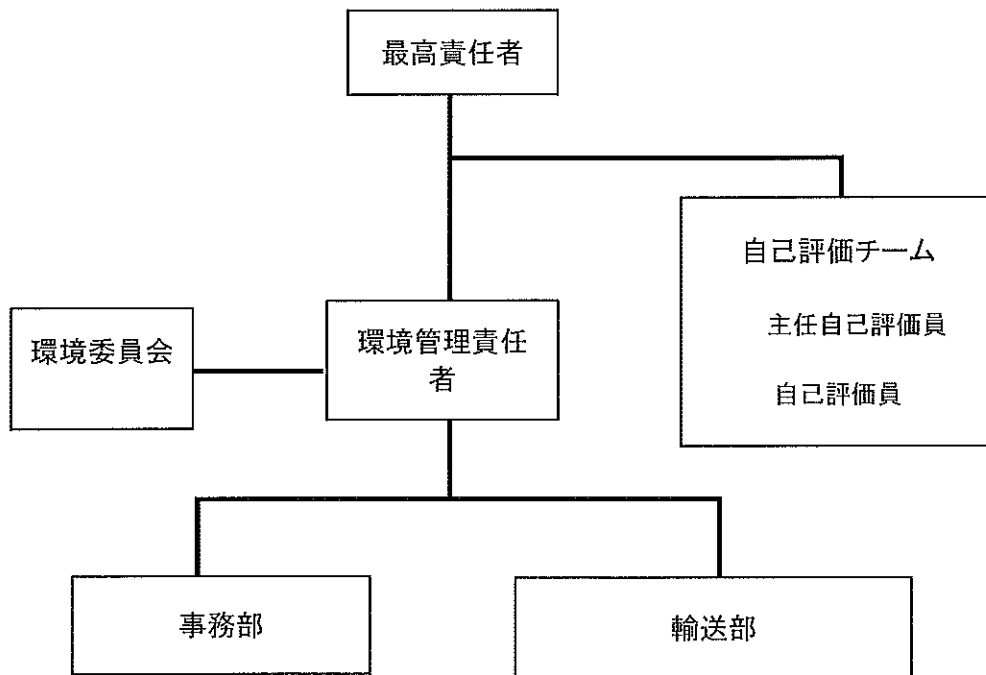 最高責任者
自己評価チーム
主任自己評価員
自己評価員
環境委員会
環境管理責任
者
事務部
輸送部